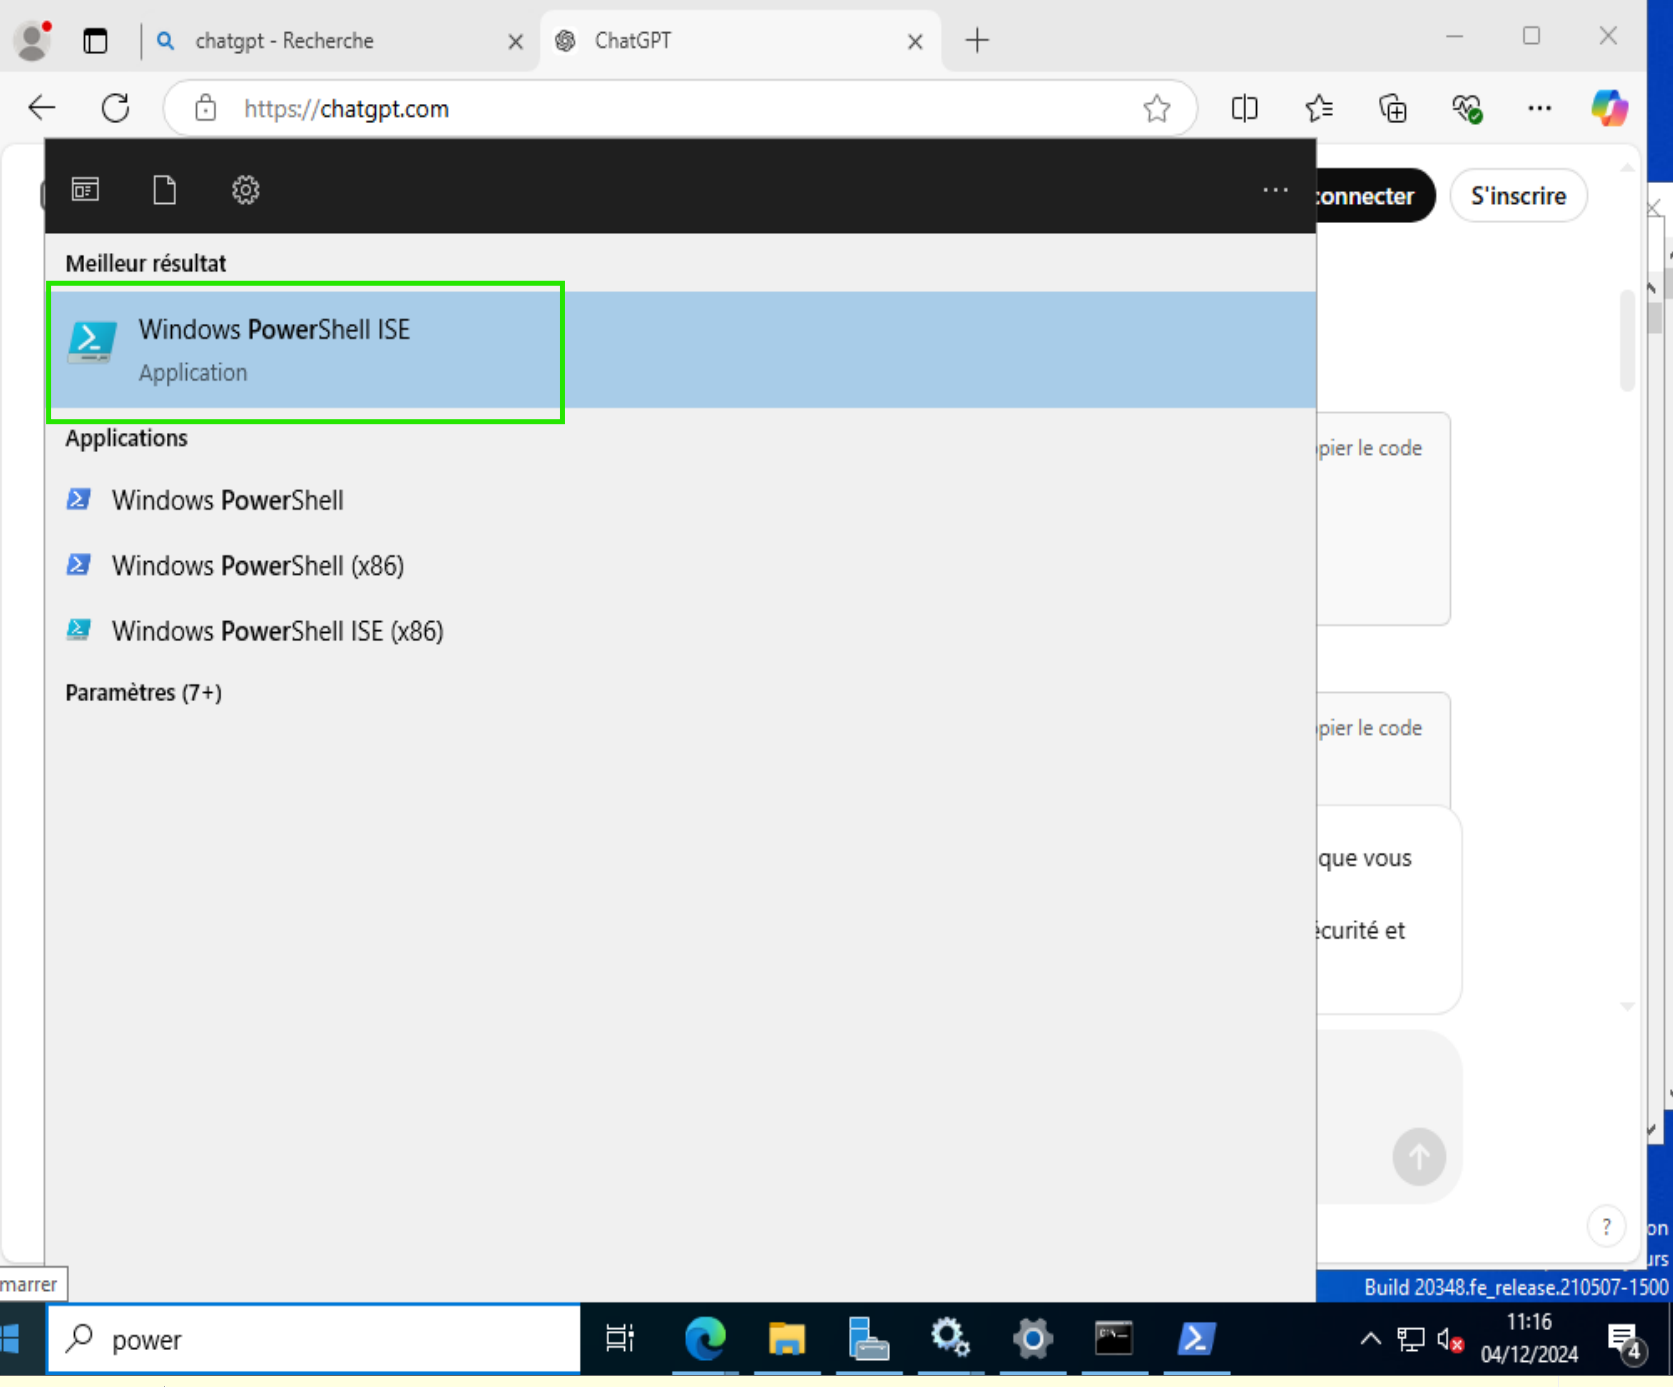 chatgpt - Recherche
ChatGPT
https://chatgpt.com
connecter
S'inscrire
Meilleur résultat
Windows PowerShell ISE
Application
Applications
pier le code
Windows PowerShell
Windows PowerShell (x86)
Windows PowerShell ISE (x86)
Paramètres (7+)
pier le code
que vous
écurité et
?
on
urs
marrer
Build 20348.fe_release.210507-1500
power
11:16
04/12/2024
4